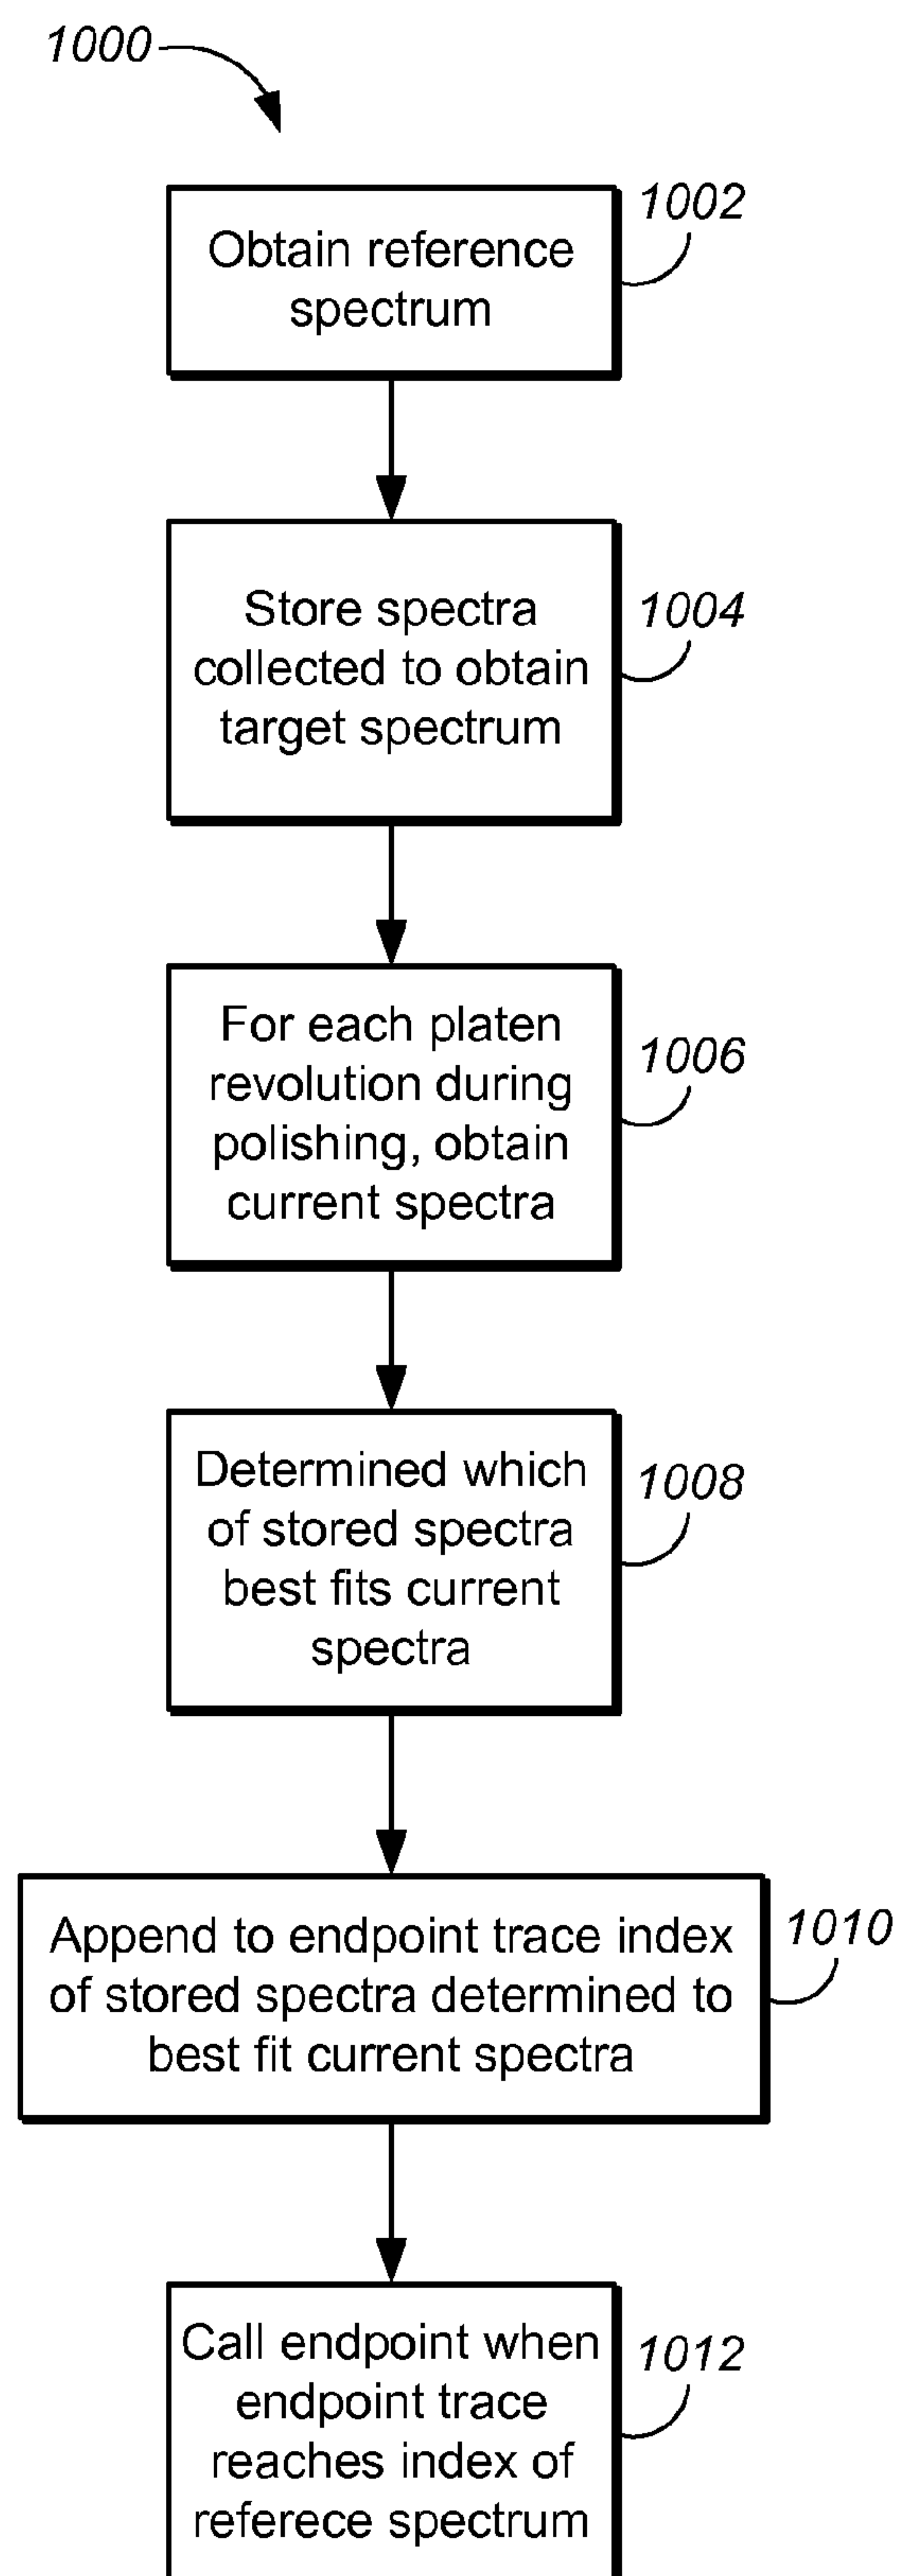 1000
1002
Obtain reference
spectrum
1004
Store spectra
collected to obtain
target spectrum
1006
For each platen
revolution during
polishing, obtain
current spectra
1008
Determined which
of stored spectra
best fits current
spectra
1010
Append to endpoint trace index
of stored spectra determined to
best fit current spectra
1012
Call endpoint when
endpoint trace
reaches index of
referece spectrum